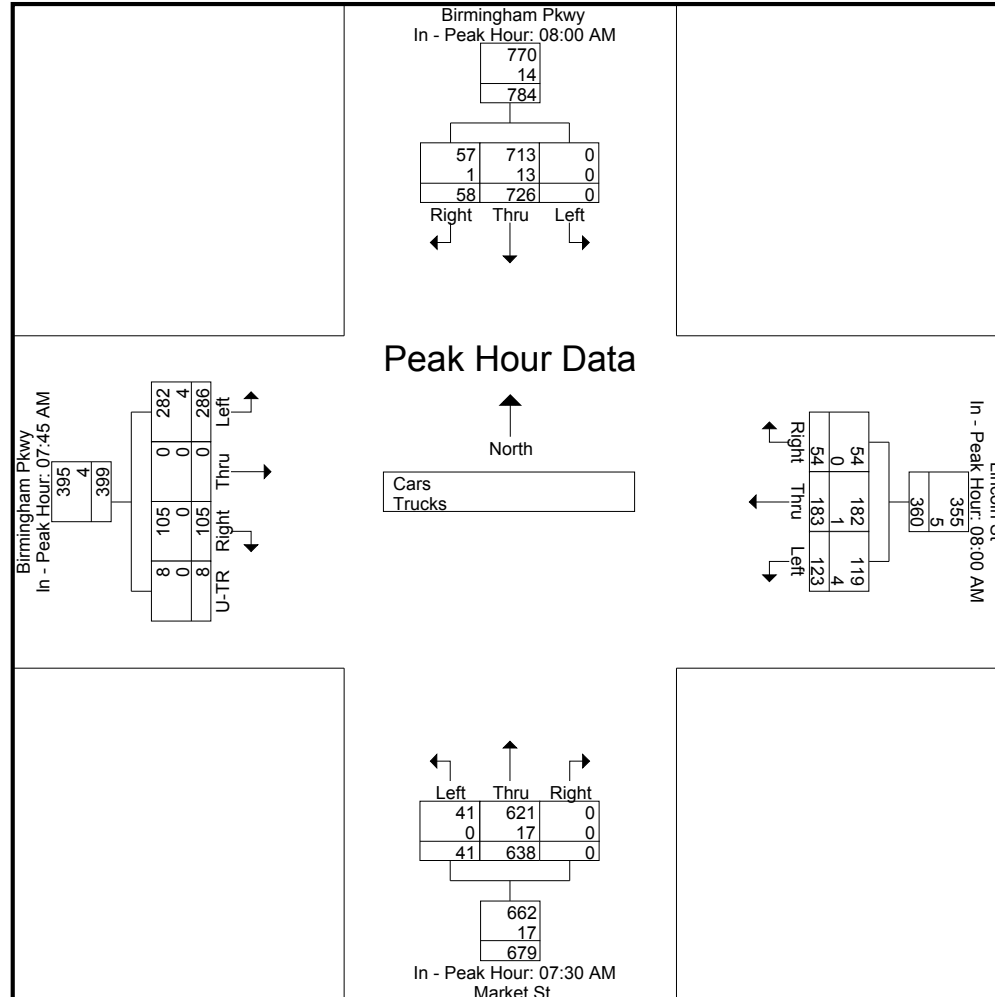 Birmingham Pkwy
In - Peak Hour: 08:00 AM
770
14
784
57 713 0
1 13 0
58 726 0
Right Thru Left
Peak Hour Data
North
Cars
Trucks
Birmingham Pkwy
In - Peak Hour: 07:45 AM
395
4
399
282 4 286 Left
0 0 0 Thru
105 0 105 Right
8 0 8 U-TR
In - Peak Hour: 08:00 AM
355
5
360
Right 54 0 54
Thru 183 1 182
Left 123 4 119
Left Thru Right
41 621 0
0 17 0
41 638 0
662
17
679
In - Peak Hour: 07:30 AM
Market St